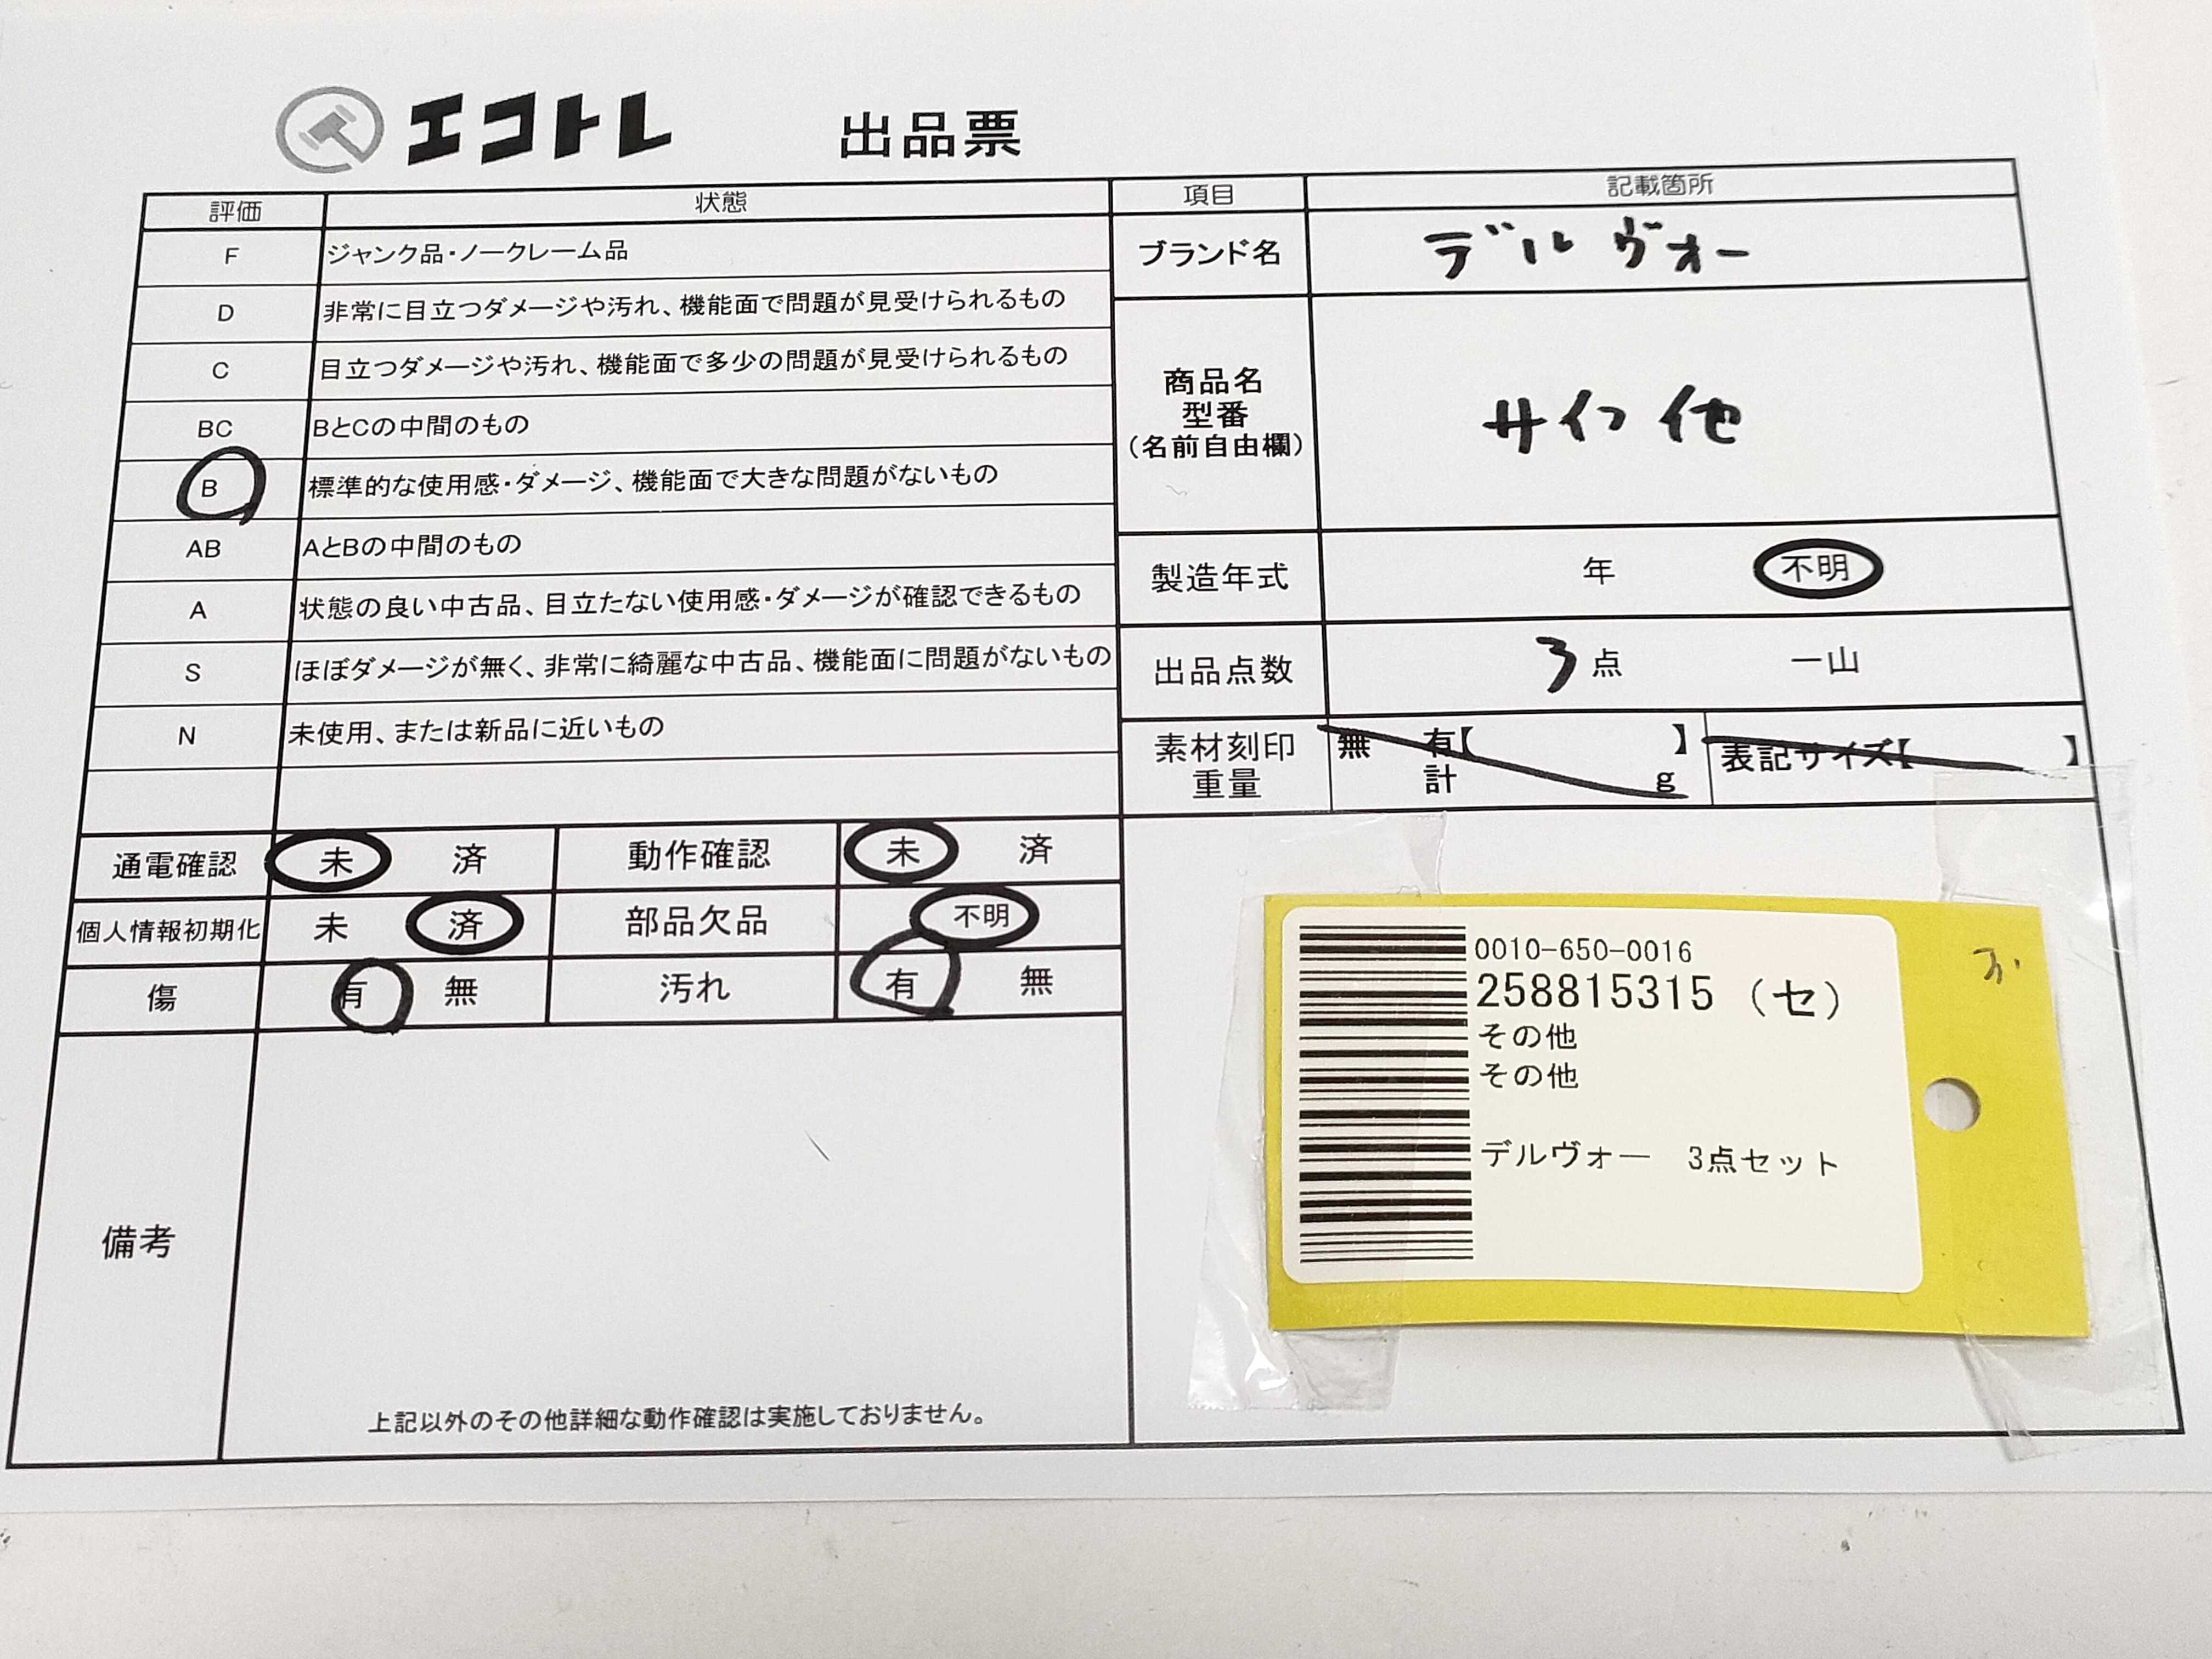 エコトレ 出品票
評価 状態
F ジャンク品・ノークレーム品
D 非常に目立つダメージや汚れ、機能面で問題が見受けられるもの
C 目立つダメージや汚れ、機能面で多少の問題が見受けられるもの
BC BとCの中間のもの
B 標準的な使用感・ダメージ、機能面で大きな問題がないもの
AB AとBの中間のもの
A 状態の良い中古品、目立たない使用感・ダメージが確認できるもの
S ほぼダメージが無く、非常に綺麗な中古品、機能面に問題がないもの
N 未使用、または新品に近いもの
項目 記載箇所
ブランド名 デルヴォー
商品名
型番
(名前自由欄)
サイフ 他
製造年式 年 不明
出品点数 3点 一山
素材刻印
重量
無 有【 】
計 g
表記サイズ【 】
通電確認 未 済 動作確認 未 済
個人情報初期化 未 済 部品欠品 不明
傷 有 無 汚れ 有 無
備考
上記以外のその他詳細な動作確認は実施しておりません。
0010-650-0016
258815315 (セ)
その他
その他
デルヴォー 3点セット